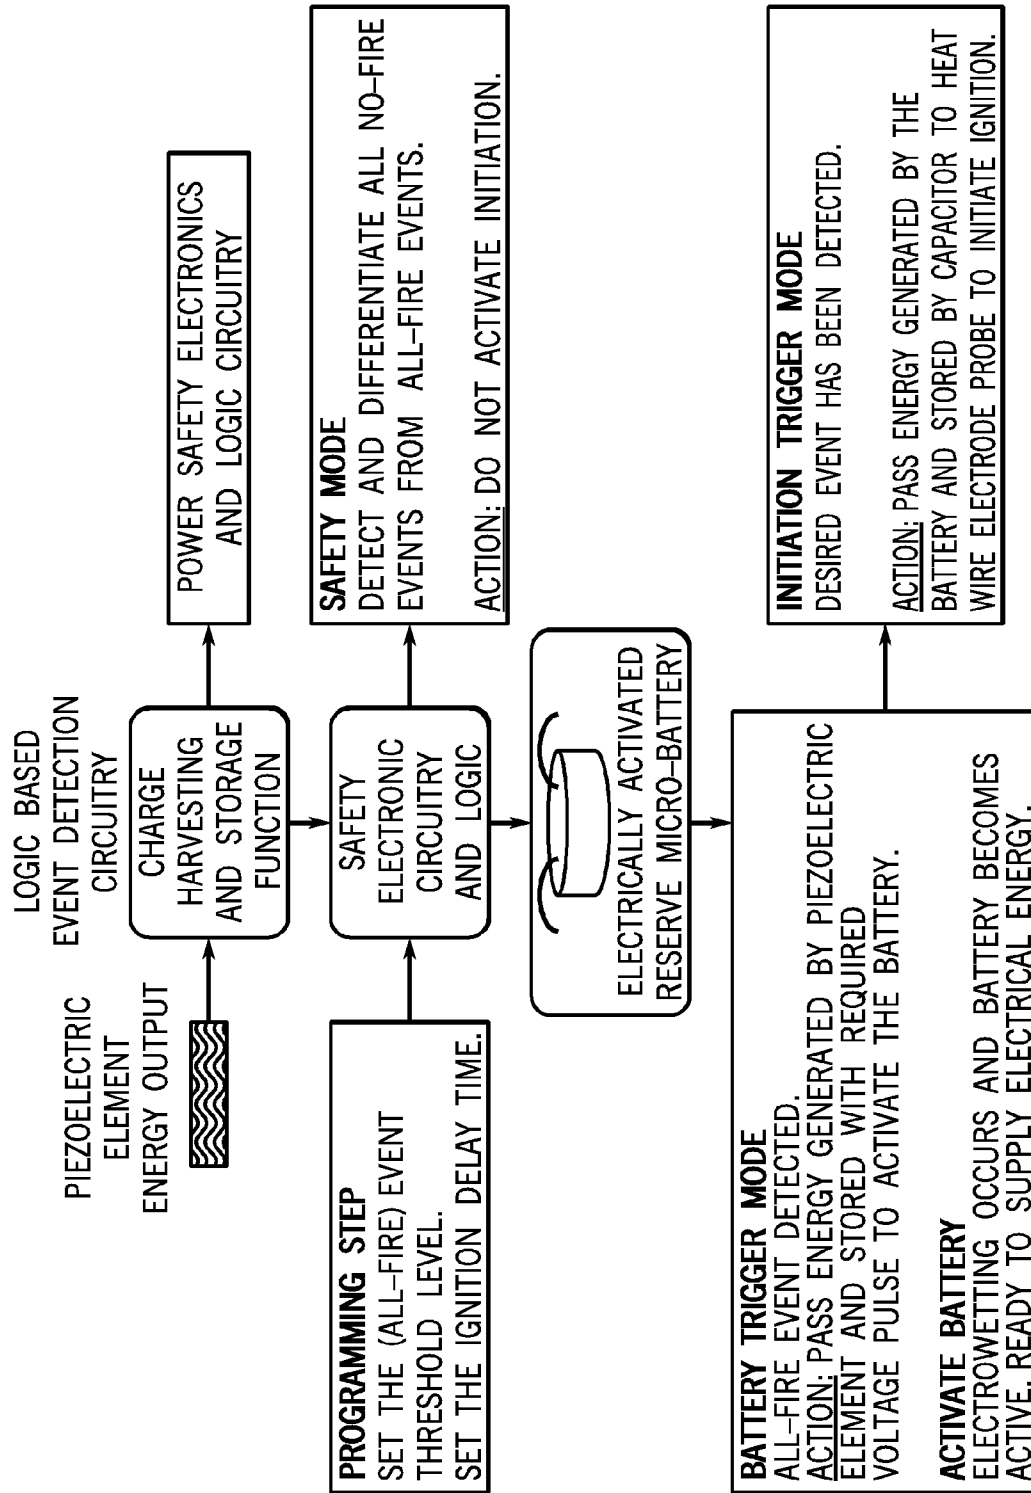 LOGIC BASED
EVENT DETECTION
CIRCUITRY
PIEZOELECTRIC
ELEMENT
ENERGY OUTPUT
CHARGE
HARVESTING
AND STORAGE
FUNCTION
POWER SAFETY ELECTRONICS
AND LOGIC CIRCUITRY
PROGRAMMING STEP
SET THE (ALL–FIRE) EVENT
THRESHOLD LEVEL.
SET THE IGNITION DELAY TIME.
SAFETY
ELECTRONIC
CIRCUITRY
AND LOGIC
SAFETY MODE
DETECT AND DIFFERENTIATE ALL NO–FIRE
EVENTS FROM ALL–FIRE EVENTS.
ACTION: DO NOT ACTIVATE INITIATION.
ELECTRICALLY ACTIVATED
RESERVE MICRO–BATTERY
BATTERY TRIGGER MODE
ALL–FIRE EVENT DETECTED.
ACTION: PASS ENERGY GENERATED BY PIEZOELECTRIC
ELEMENT AND STORED WITH REQUIRED
VOLTAGE PULSE TO ACTIVATE THE BATTERY.
ACTIVATE BATTERY
ELECTROWETTING OCCURS AND BATTERY BECOMES
ACTIVE, READY TO SUPPLY ELECTRICAL ENERGY.
INITIATION TRIGGER MODE
DESIRED EVENT HAS BEEN DETECTED.
ACTION: PASS ENERGY GENERATED BY THE
BATTERY AND STORED BY CAPACITOR TO HEAT
WIRE ELECTRODE PROBE TO INITIATE IGNITION.